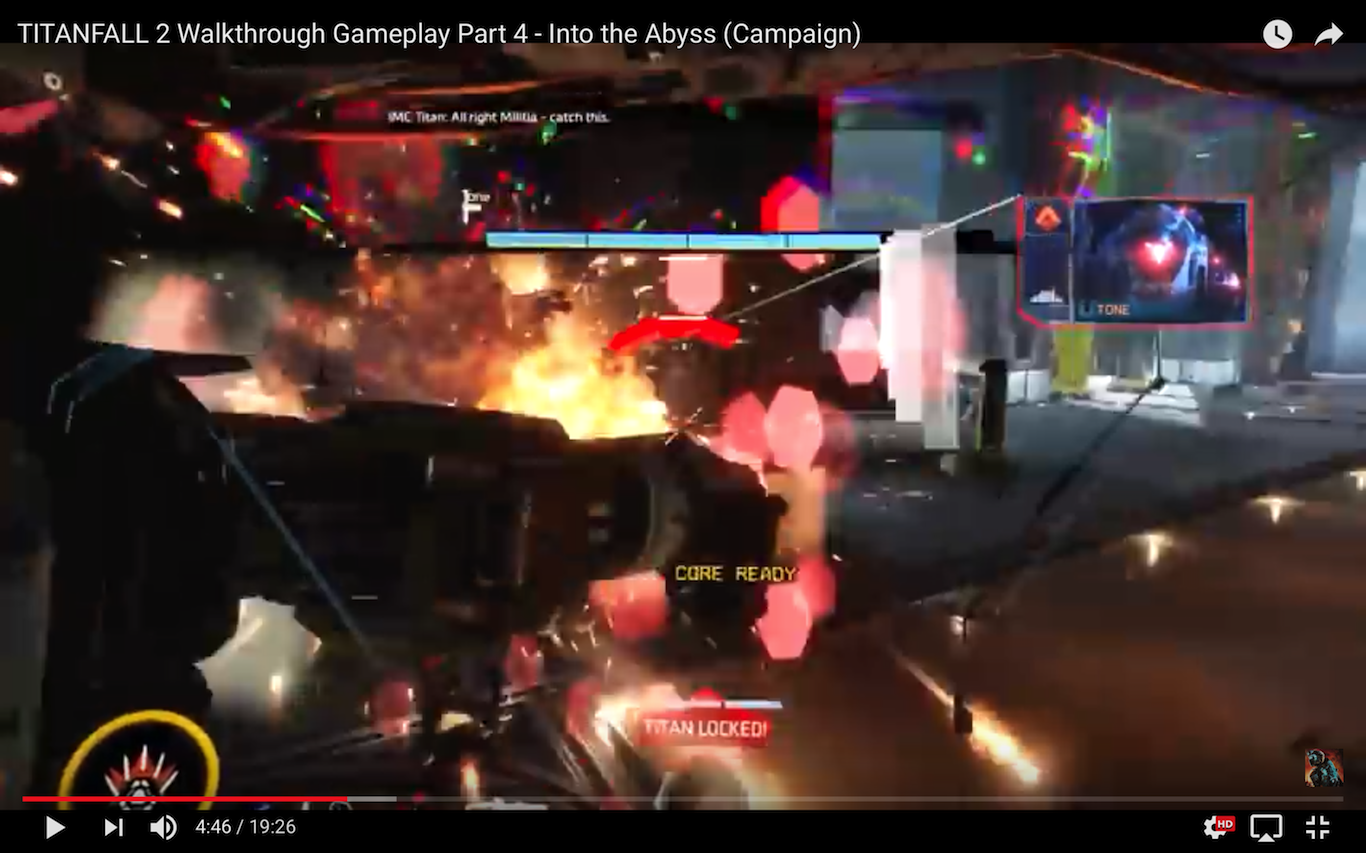 TITANFALL 2 Walkthrough Gameplay Part 4 - Into the Abyss (Campaign)
IMC Titan: All right Militia - catch this.
Tone
TONE
CORE READY
TITAN LOCKED!
4:46 / 19:26
HD